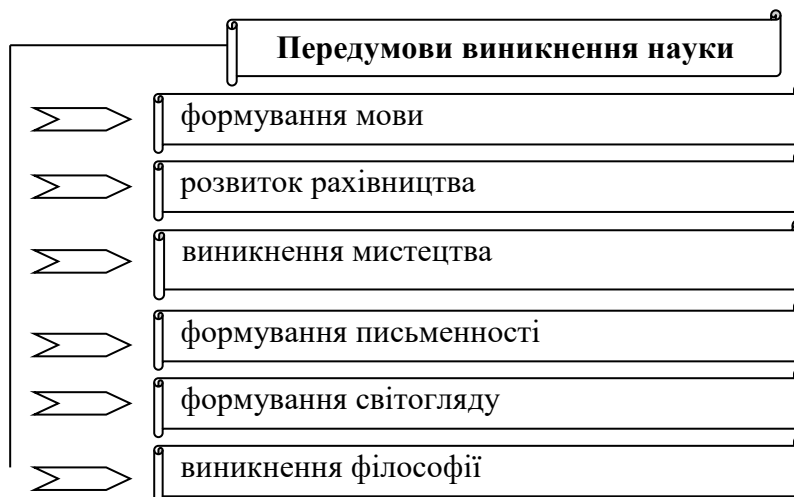 Передумови виникнення науки
формування мови
розвиток рахівництва
виникнення мистецтва
формування письменності
формування світогляду
виникнення філософії